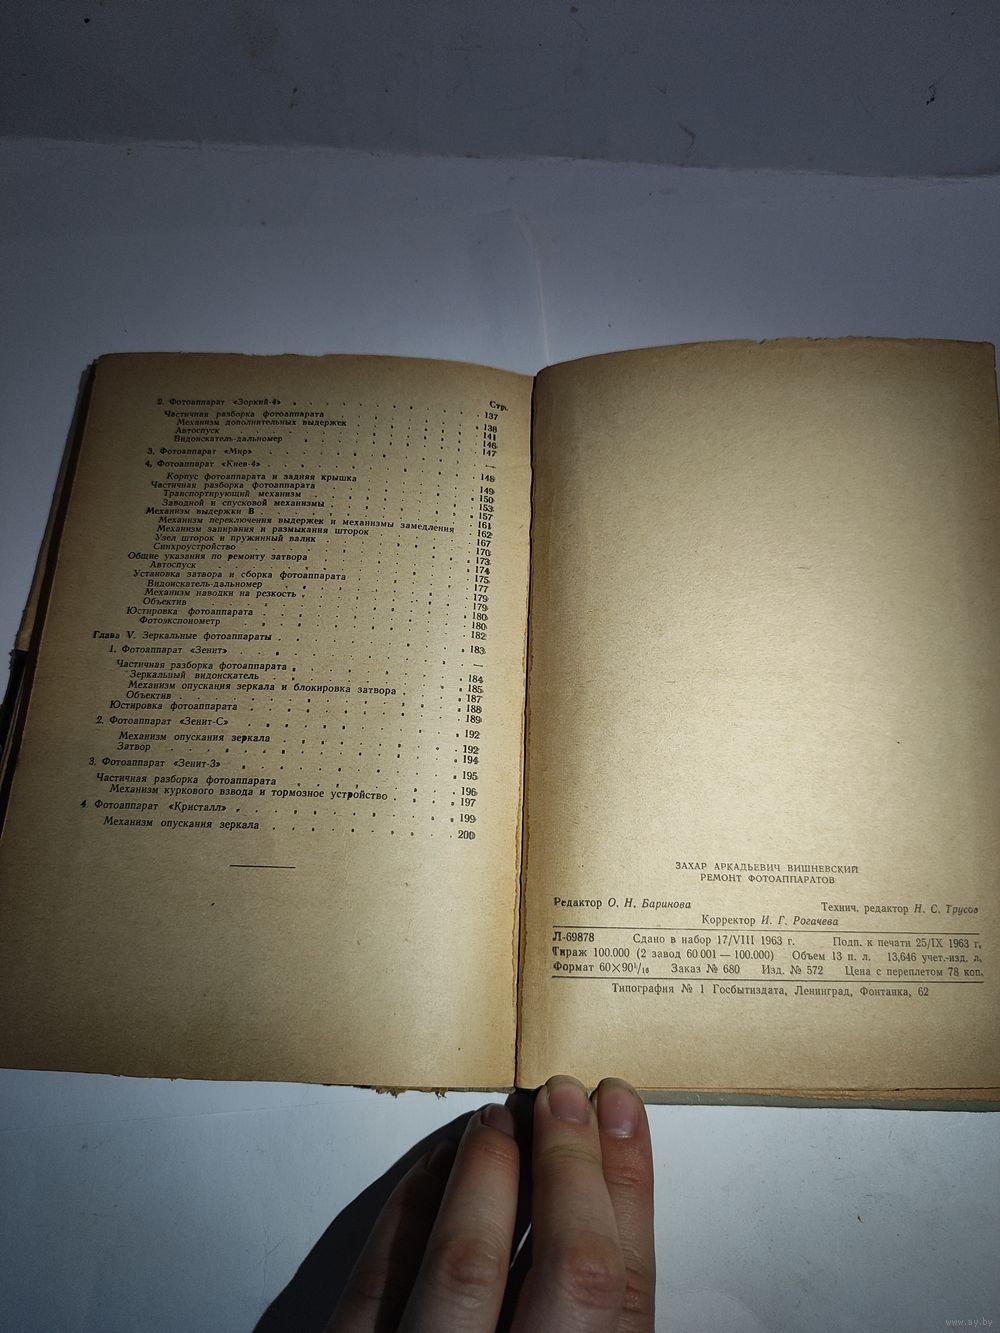 Стр.
2. Фотоаппарат «Зоркий-4» . . . . . . 137
Частичная разборка фотоаппарата . . . . . 138
Механизм дополнительных выдержек . . . . 141
Автоспуск . . . . . . 146
Видоискатель-дальномер . . . . . 147
3. Фотоаппарат «Мир» . . . . . . —
4. Фотоаппарат «Киев-4» . . . . . . 148
Корпус фотоаппарата и задняя крышка . . . . 149
Частичная разборка фотоаппарата . . . . . 150
Транспортирующий механизм . . . . . 153
Заводной и спусковой механизмы . . . . . 157
Механизм выдержки В . . . . . 161
Механизм переключения выдержек и механизмы замедления . 162
Механизм запирания и размыкания шторок . . . . 167
Узел шторок и пружинный валик . . . . . 170
Синхроустройство . . . . . . 173
Общие указания по ремонту затвора . . . . . 174
Автоспуск . . . . . . 175
Установка затвора и сборка фотоаппарата . . . . 177
Видоискатель-дальномер . . . . . 179
Механизм наводки на резкость . . . . . 179
Объектив . . . . . . 180
Юстировка фотоаппарата . . . . . 180
Фотоэкспонометр . . . . . . 182
Глава V. Зеркальные фотоаппараты . . . . . 183
1. Фотоаппарат «Зенит» . . . . . . —
Частичная разборка фотоаппарата . . . . . 184
Зеркальный видоискатель . . . . . 185
Механизм опускания зеркала и блокировка затвора . . . 187
Объектив . . . . . . 188
Юстировка фотоаппарата . . . . . 189
2. Фотоаппарат «Зенит-С» . . . . . . 192
Механизм опускания зеркала . . . . . 192
Затвор . . . . . . 194
3. Фотоаппарат «Зенит-3» . . . . . . 195
Частичная разборка фотоаппарата . . . . . 196
Механизм куркового взвода и тормозное устройство . . . 197
4. Фотоаппарат «Кристалл» . . . . . . 199
Механизм опускания зеркала . . . . . 200
ЗАХАР АРКАДЬЕВИЧ ВИШНЕВСКИЙ
РЕМОНТ ФОТОАППАРАТОВ
Редактор О. Н. Баринова Технич. редактор Н. С. Трусов
Корректор И. Г. Рогачева
Л-69878 Сдано в набор 17/VIII 1963 г. Подп. к печати 25/IX 1963 г.
Тираж 100.000 (2 завод 60 001 — 100.000) Объем 13 п. л. 13,646 учет.-изд. л.
Формат 60×90 1/16 Заказ № 680 Изд. № 572 Цена с переплетом 78 коп.
Типография № 1 Госбытиздата, Ленинград, Фонтанка, 62
www.ay.by